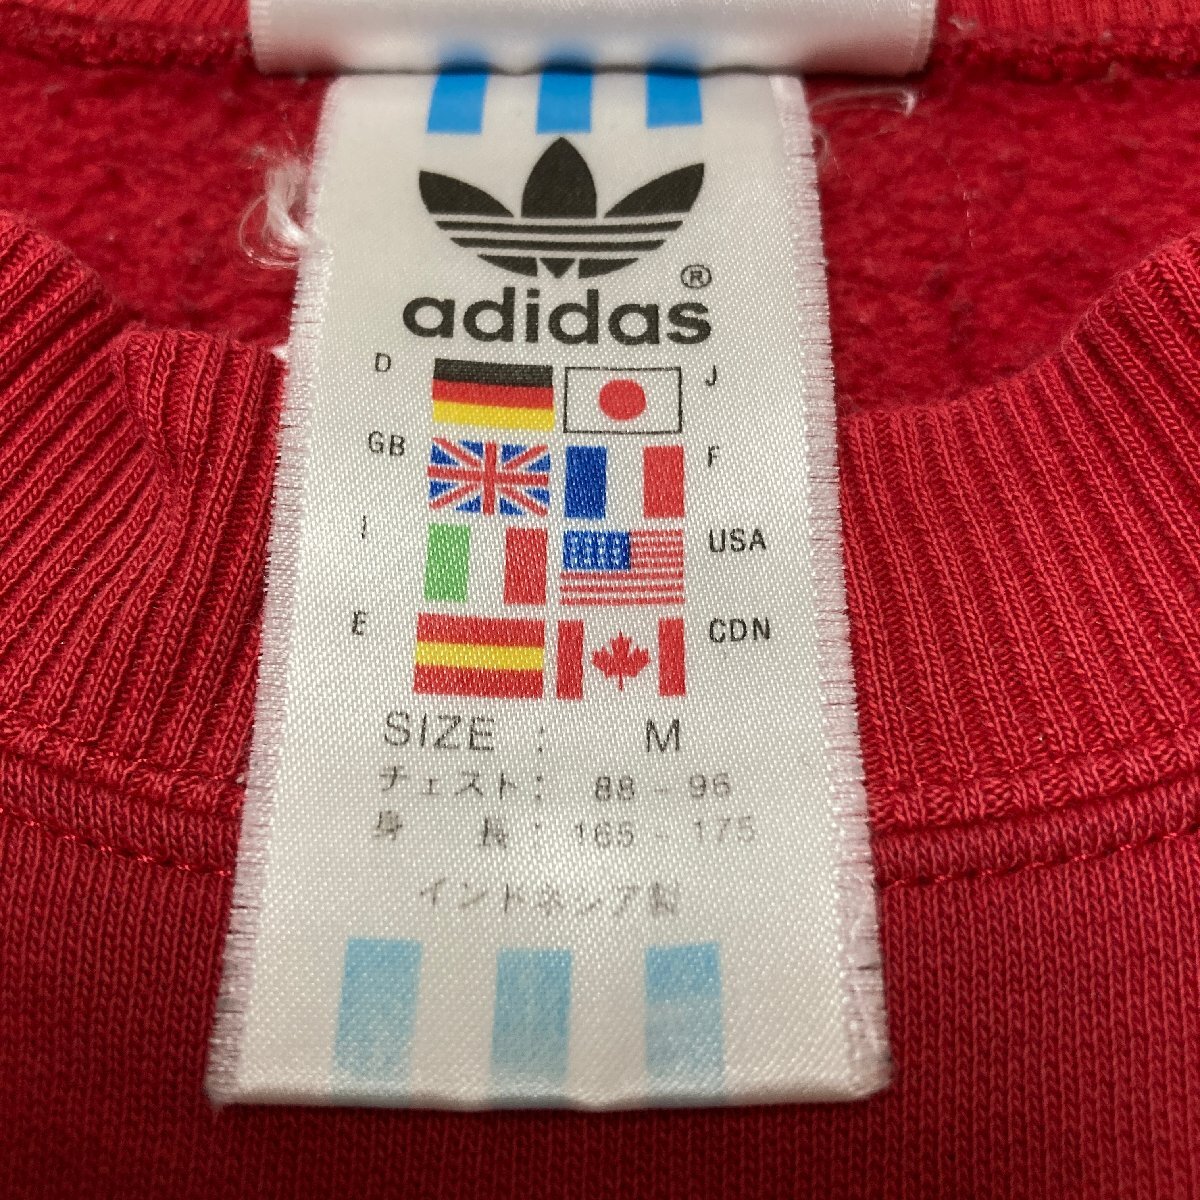 adidas®
D J
GB F
I USA
E CDN
SIZE : M
チェスト: 88 - 96
身長: 165 - 175
インドネシア製